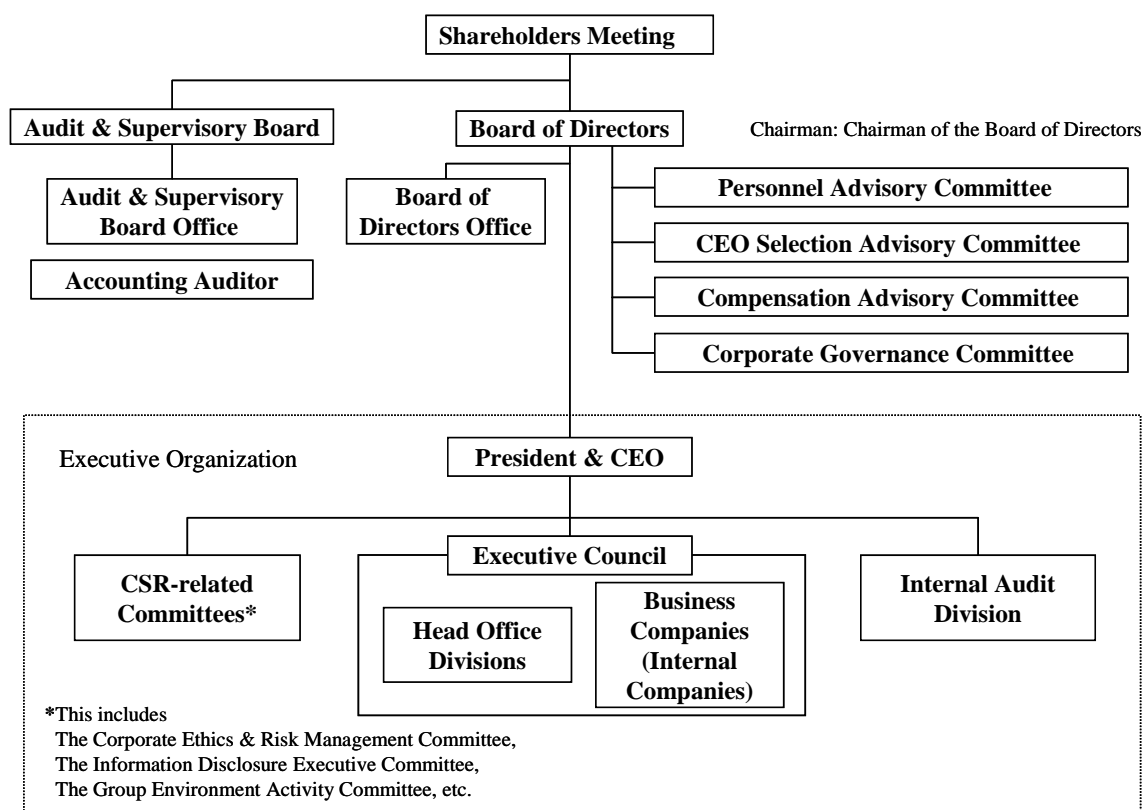 Shareholders Meeting
Audit & Supervisory Board
Board of Directors
Chairman: Chairman of the Board of Directors
Audit & Supervisory
Board Office
Board of
Directors Office
Personnel Advisory Committee
CEO Selection Advisory Committee
Accounting Auditor
Compensation Advisory Committee
Corporate Governance Committee
Executive Organization
President & CEO
Executive Council
CSR-related
Committees*
Head Office
Divisions
Business
Companies
(Internal
Companies)
Internal Audit
Division
*This includes
The Corporate Ethics & Risk Management Committee,
The Information Disclosure Executive Committee,
The Group Environment Activity Committee, etc.